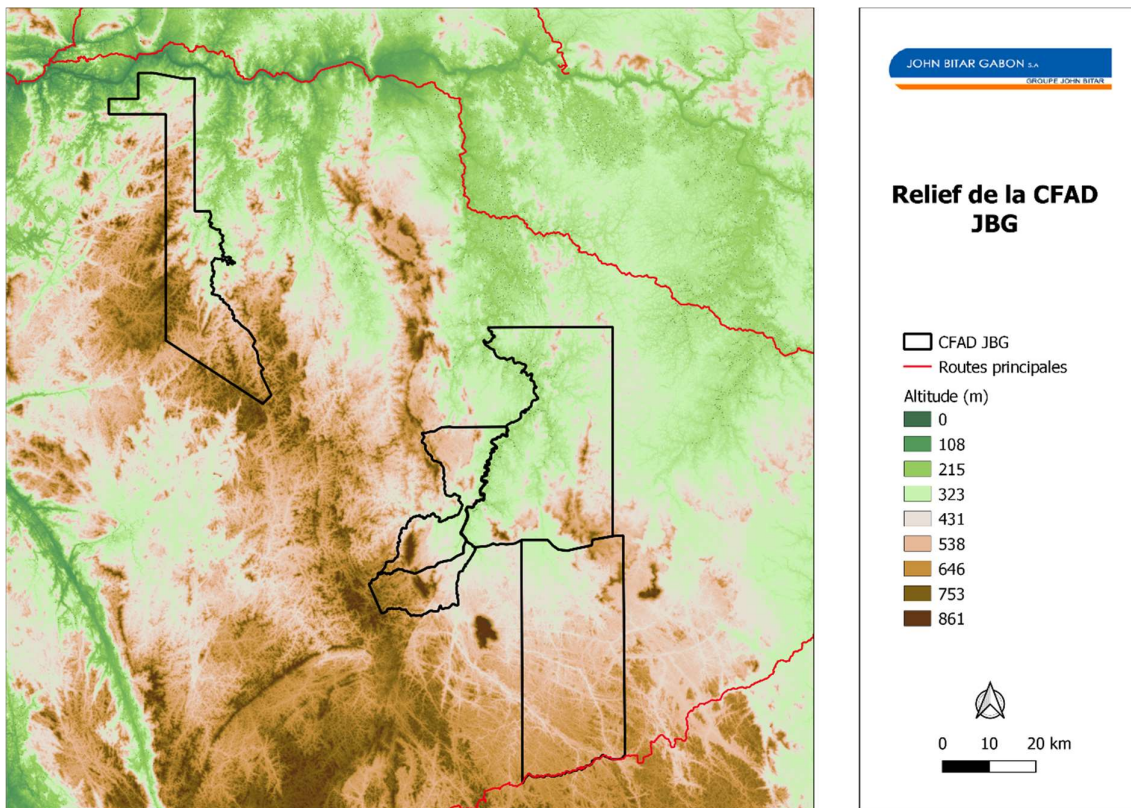 JOHN BITAR GABON S.A
GROUPE JOHN BITAR
Relief de la CFAD
JBG
CFAD JBG
Routes principales
Altitude (m)
0
108
215
323
431
538
646
753
861
0 10 20 km